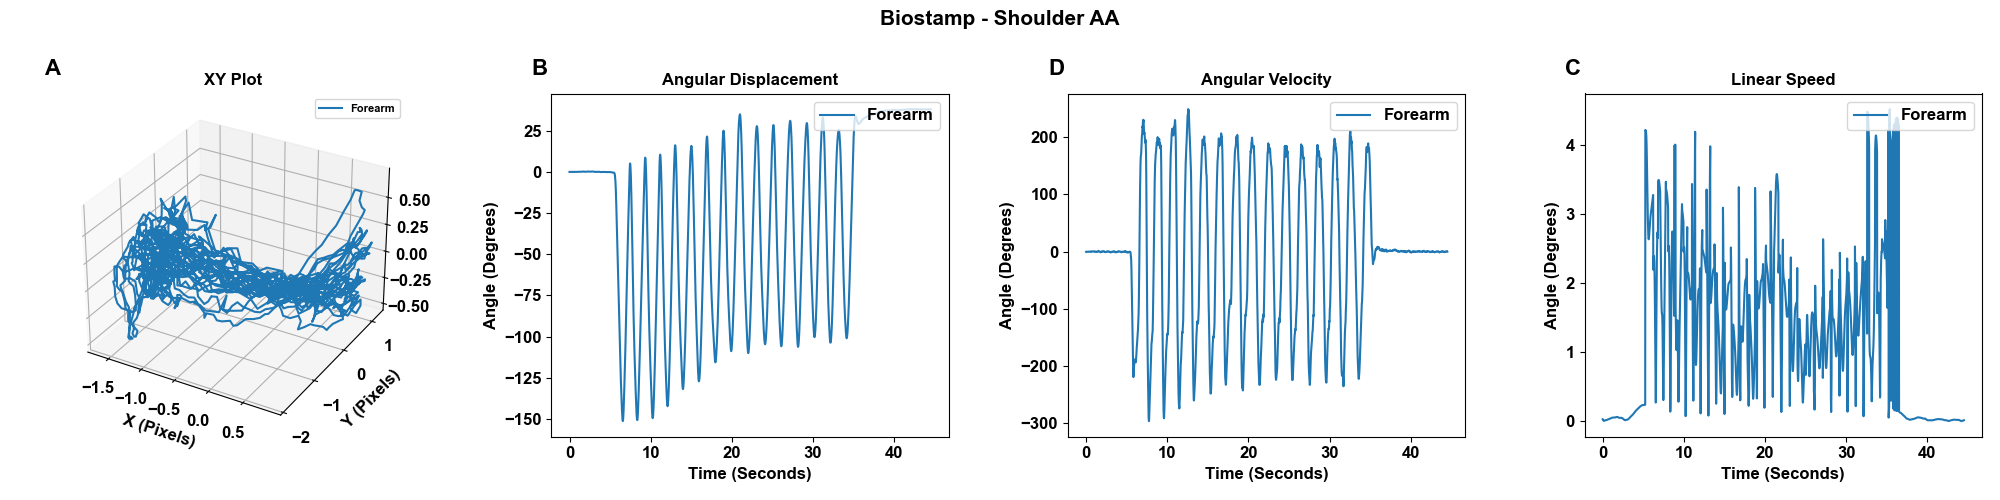 Biostamp - Shoulder AA
A
XY Plot
Forearm
0.50
0.25
0.00
−0.25
−0.50
−1.5
−1.0
−0.5
0.0
0.5
X (Pixels)
1
0
−1
−2
Y (Pixels)
B
Angular Displacement
Forearm
25
0
−25
−50
−75
−100
−125
−150
Angle (Degrees)
0 10 20 30 40
Time (Seconds)
D
Angular Velocity
Forearm
200
100
0
−100
−200
−300
Angle (Degrees)
0 10 20 30 40
Time (Seconds)
C
Linear Speed
Forearm
4
3
2
1
0
Angle (Degrees)
0 10 20 30 40
Time (Seconds)